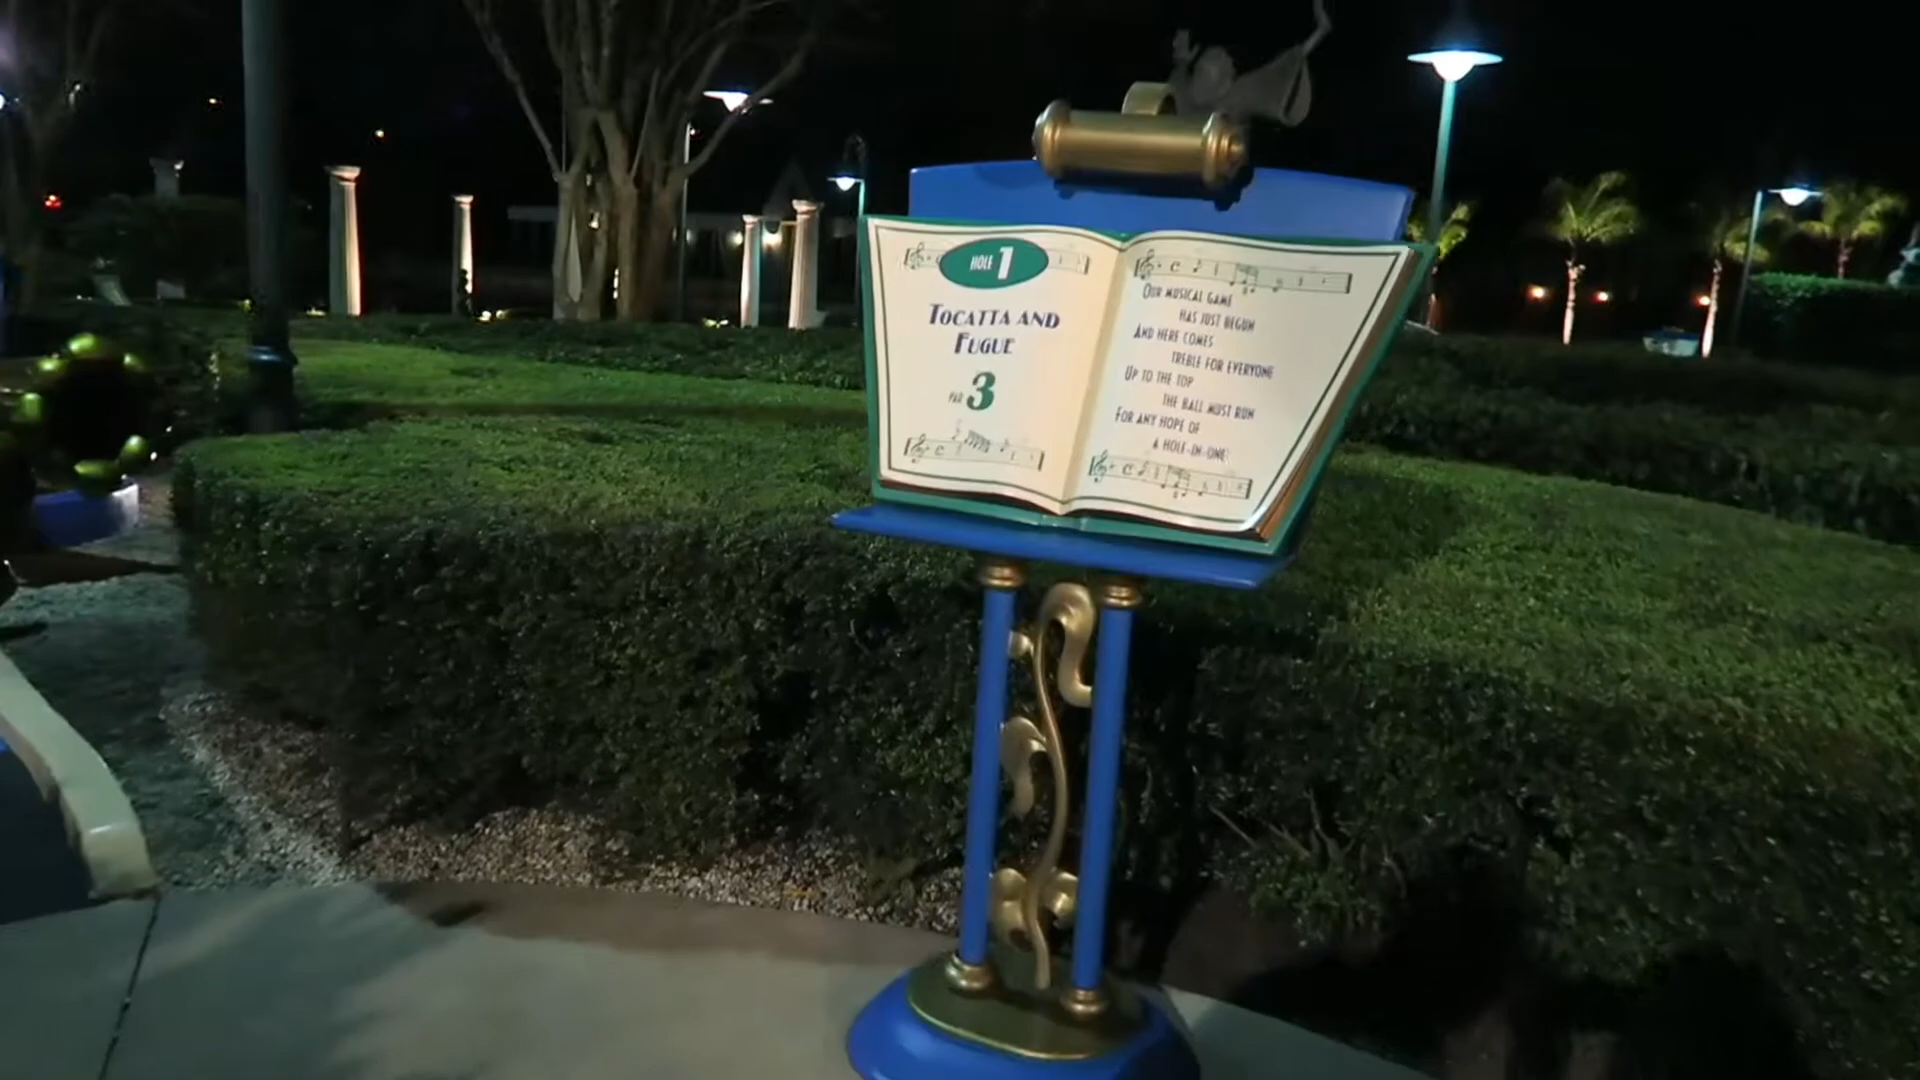 HOLE 1
TOCATTA AND
FUGUE
PAR 3
OUR MUSICAL GAME
HAS JUST BEGUN
AND HERE COMES
TREBLE FOR EVERYONE
UP TO THE TOP
THE BALL MUST RUN
FOR ANY HOPE OF
A HOLE-IN-ONE!